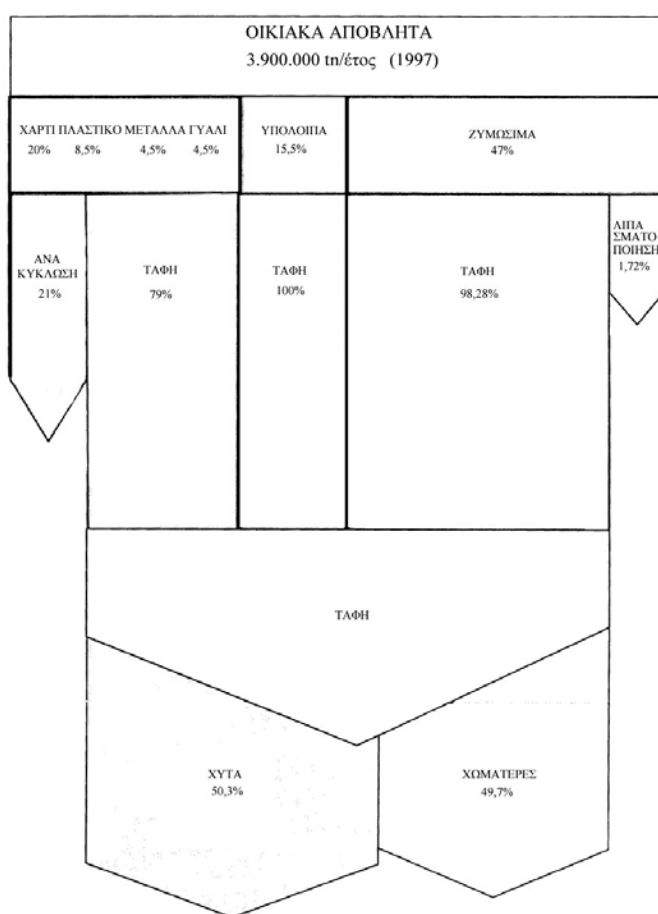 ΟΙΚΙΑΚΑ ΑΠΟΒΛΗΤΑ
3.900.000 tn/έτος (1997)
ΧΑΡΤΙ ΠΛΑΣΤΙΚΟ ΜΕΤΑΛΛΑ ΓΥΑΛΙ
20% 8,5% 4,5% 4,5%
ΥΠΟΛΟΙΠΑ
15,5%
ΖΥΜΩΣΙΜΑ
47%
ΑΝΑ
ΚΥΚΛΩΣΗ
21%
ΤΑΦΗ
79%
ΤΑΦΗ
100%
ΤΑΦΗ
98,28%
ΛΙΠΑ
ΣΜΑΤΟ
ΠΟΙΗΣΗ
1,72%
ΤΑΦΗ
ΧΥΤΑ
50,3%
ΧΩΜΑΤΕΡΕΣ
49,7%